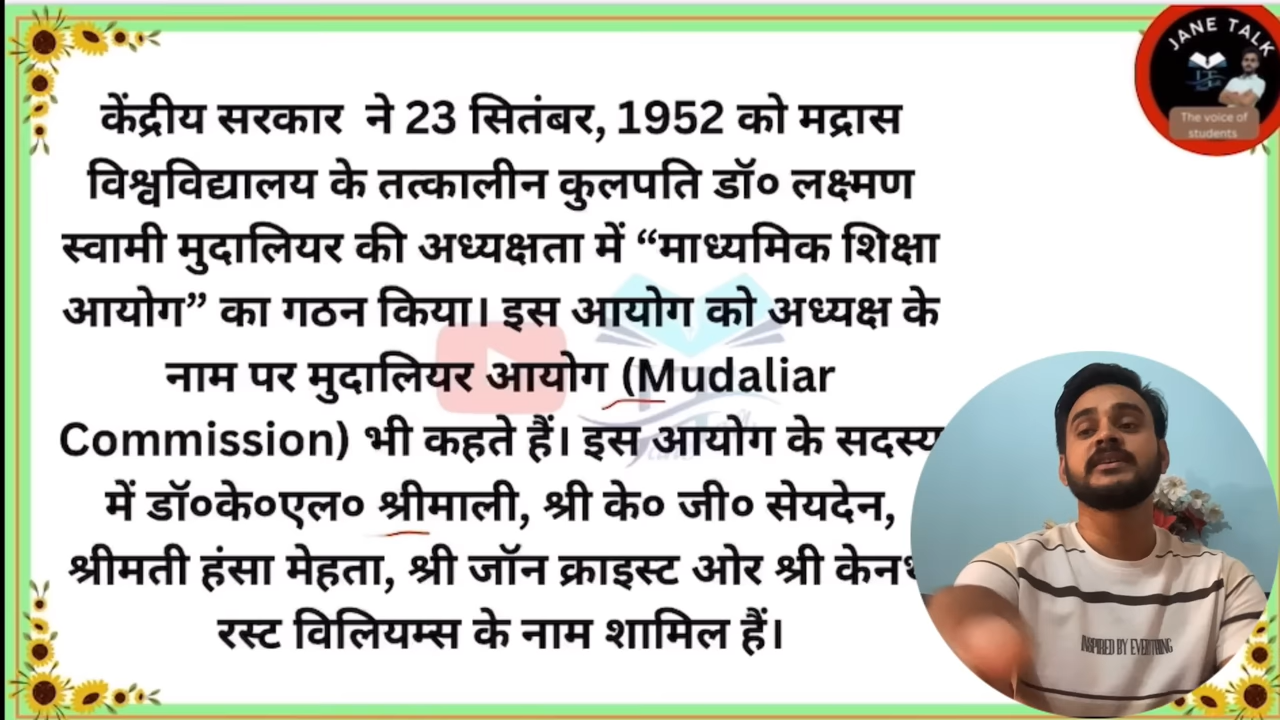 केंद्रीय सरकार ने 23 सितंबर, 1952 को मद्रास
विश्वविद्यालय के तत्कालीन कुलपति डॉ० लक्ष्मण
स्वामी मुदालियर की अध्यक्षता में “माध्यमिक शिक्षा
आयोग” का गठन किया। इस आयोग को अध्यक्ष के
नाम पर मुदालियर आयोग (Mudaliar
Commission) भी कहते हैं। इस आयोग के सदस्य
में डॉ०के०एल० श्रीमाली, श्री के० जी० सेयदेन,
श्रीमती हंसा मेहता, श्री जॉन क्राइस्ट ओर श्री
रस्ट विलियम्स के नाम शामिल हैं।
JANE TALK
The voice of
students
INSPIRED BY EVERYTHING